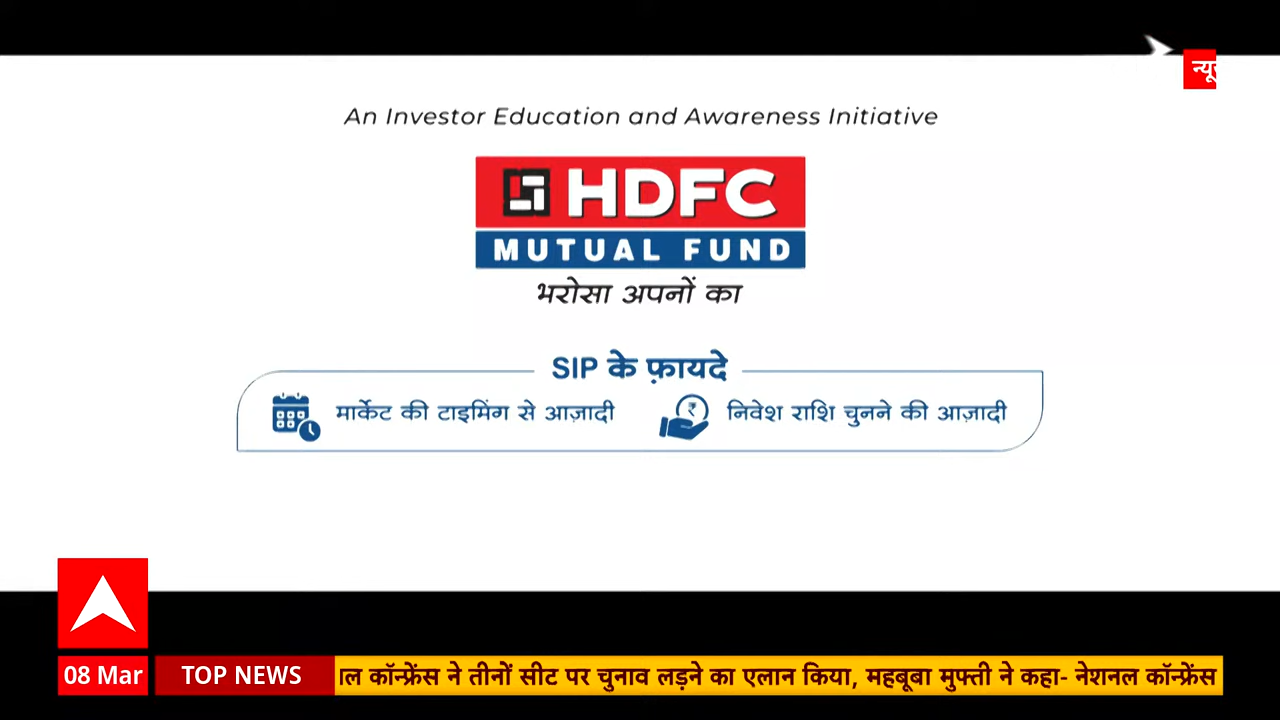 An Investor Education and Awareness Initiative
HDFC
MUTUAL FUND
भरोसा अपनों का
SIP के फ़ायदे
मार्केट की टाइमिंग से आज़ादी
निवेश राशि चुनने की आज़ादी
08 Mar
TOP NEWS
कॉन्फ्रेंस ने तीनों सीट पर चुनाव लड़ने का एलान किया, महबूबा मुफ्ती ने कहा- नेशनल कॉन्फ्रेंस